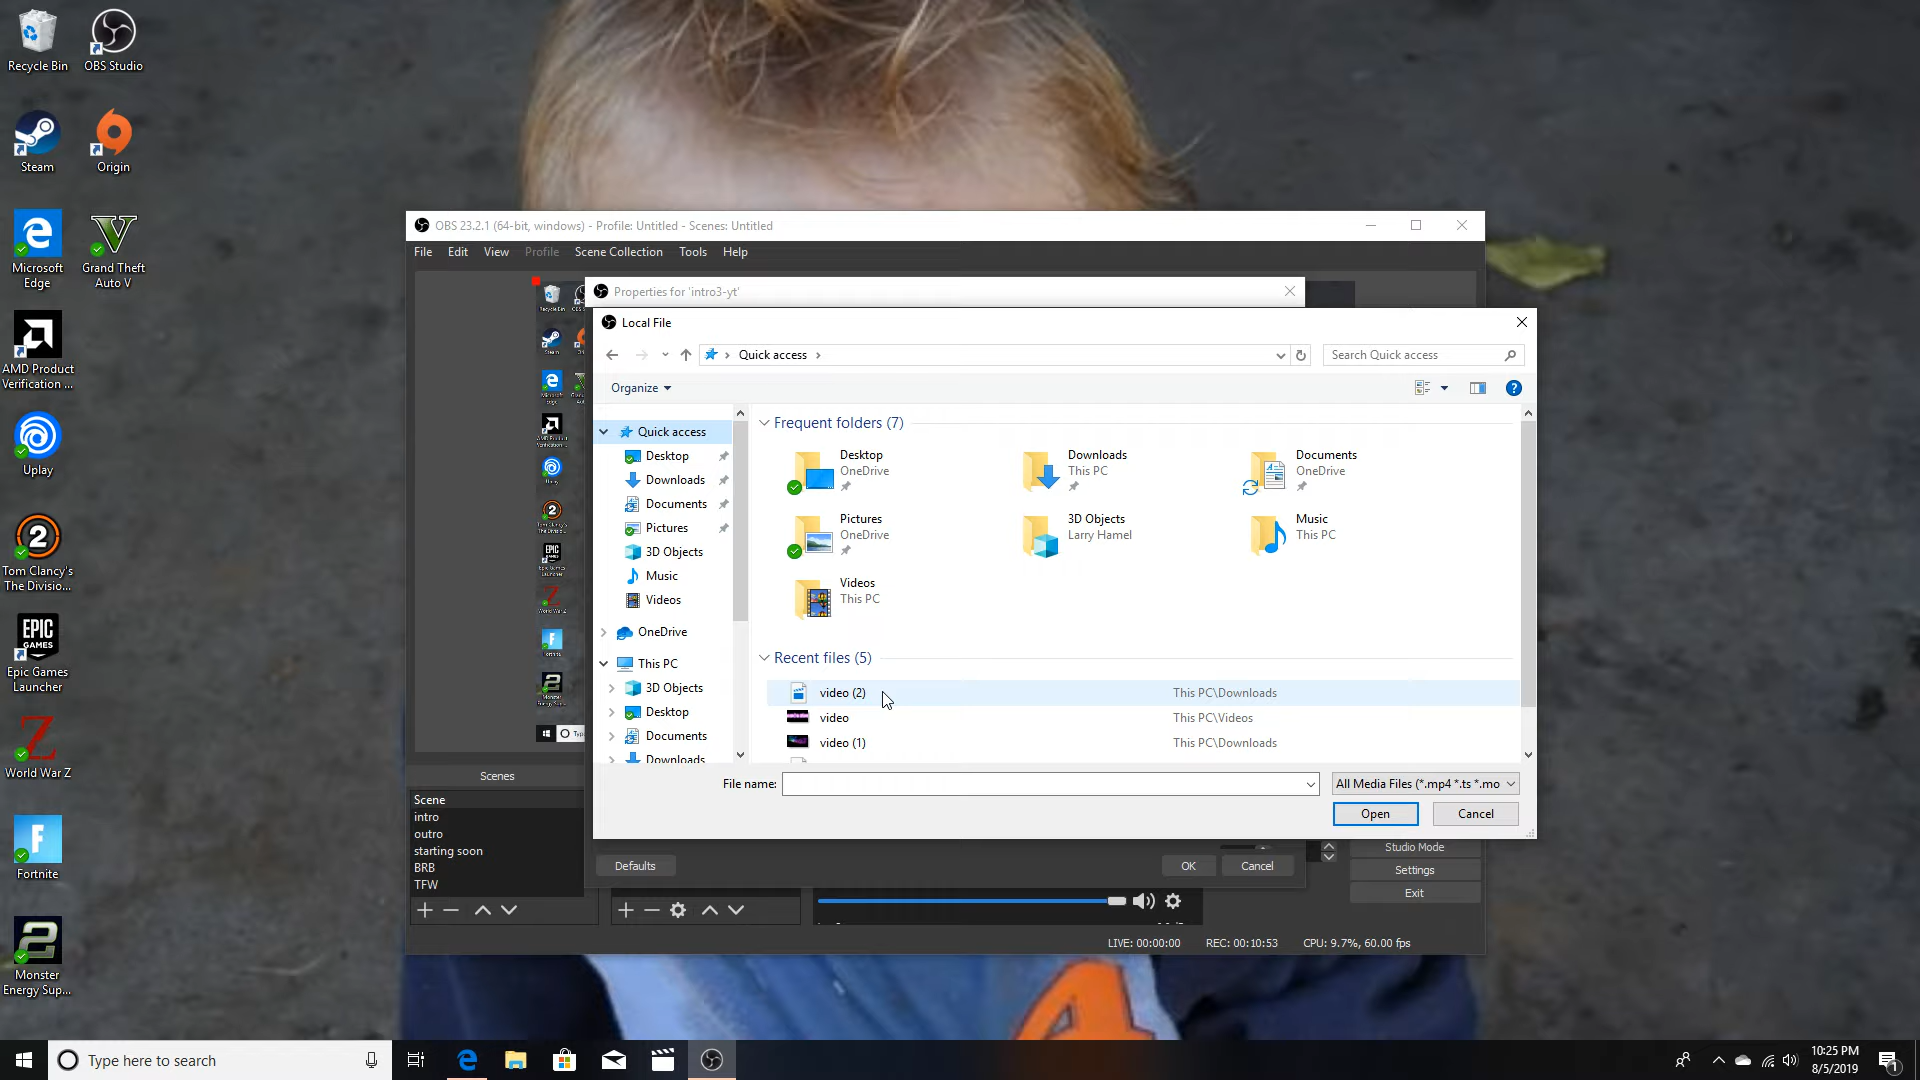 Recycle Bin
OBS Studio
Steam
Origin
Microsoft
Edge
Grand Theft
Auto V
AMD Product
Verification ...
Uplay
Tom Clancy's
The Divisio...
EPIC
GAMES
Epic Games
Launcher
World War Z
Fortnite
Monster
Energy Sup...
OBS 23.2.1 (64-bit, windows) - Profile: Untitled - Scenes: Untitled
File Edit View Profile Scene Collection Tools Help
Properties for 'intro3-yt'
Local File
Quick access
Search Quick access
Organize
Quick access
Desktop
Downloads
Documents
Pictures
3D Objects
Music
Videos
OneDrive
This PC
3D Objects
Desktop
Documents
Downloads
Frequent folders (7)
Desktop
OneDrive
Downloads
This PC
Documents
OneDrive
Pictures
OneDrive
3D Objects
Larry Hamel
Music
This PC
Videos
This PC
Recent files (5)
video (2) This PC\Downloads
video This PC\Videos
video (1) This PC\Downloads
File name:
All Media Files (*.mp4 *.ts *.mo
Open
Cancel
Scenes
Scene
intro
outro
starting soon
BRB
TFW
Defaults
OK
Cancel
Studio Mode
Settings
Exit
LIVE: 00:00:00 REC: 00:10:53 CPU: 9.7%, 60.00 fps
Type here to search
10:25 PM
8/5/2019
1